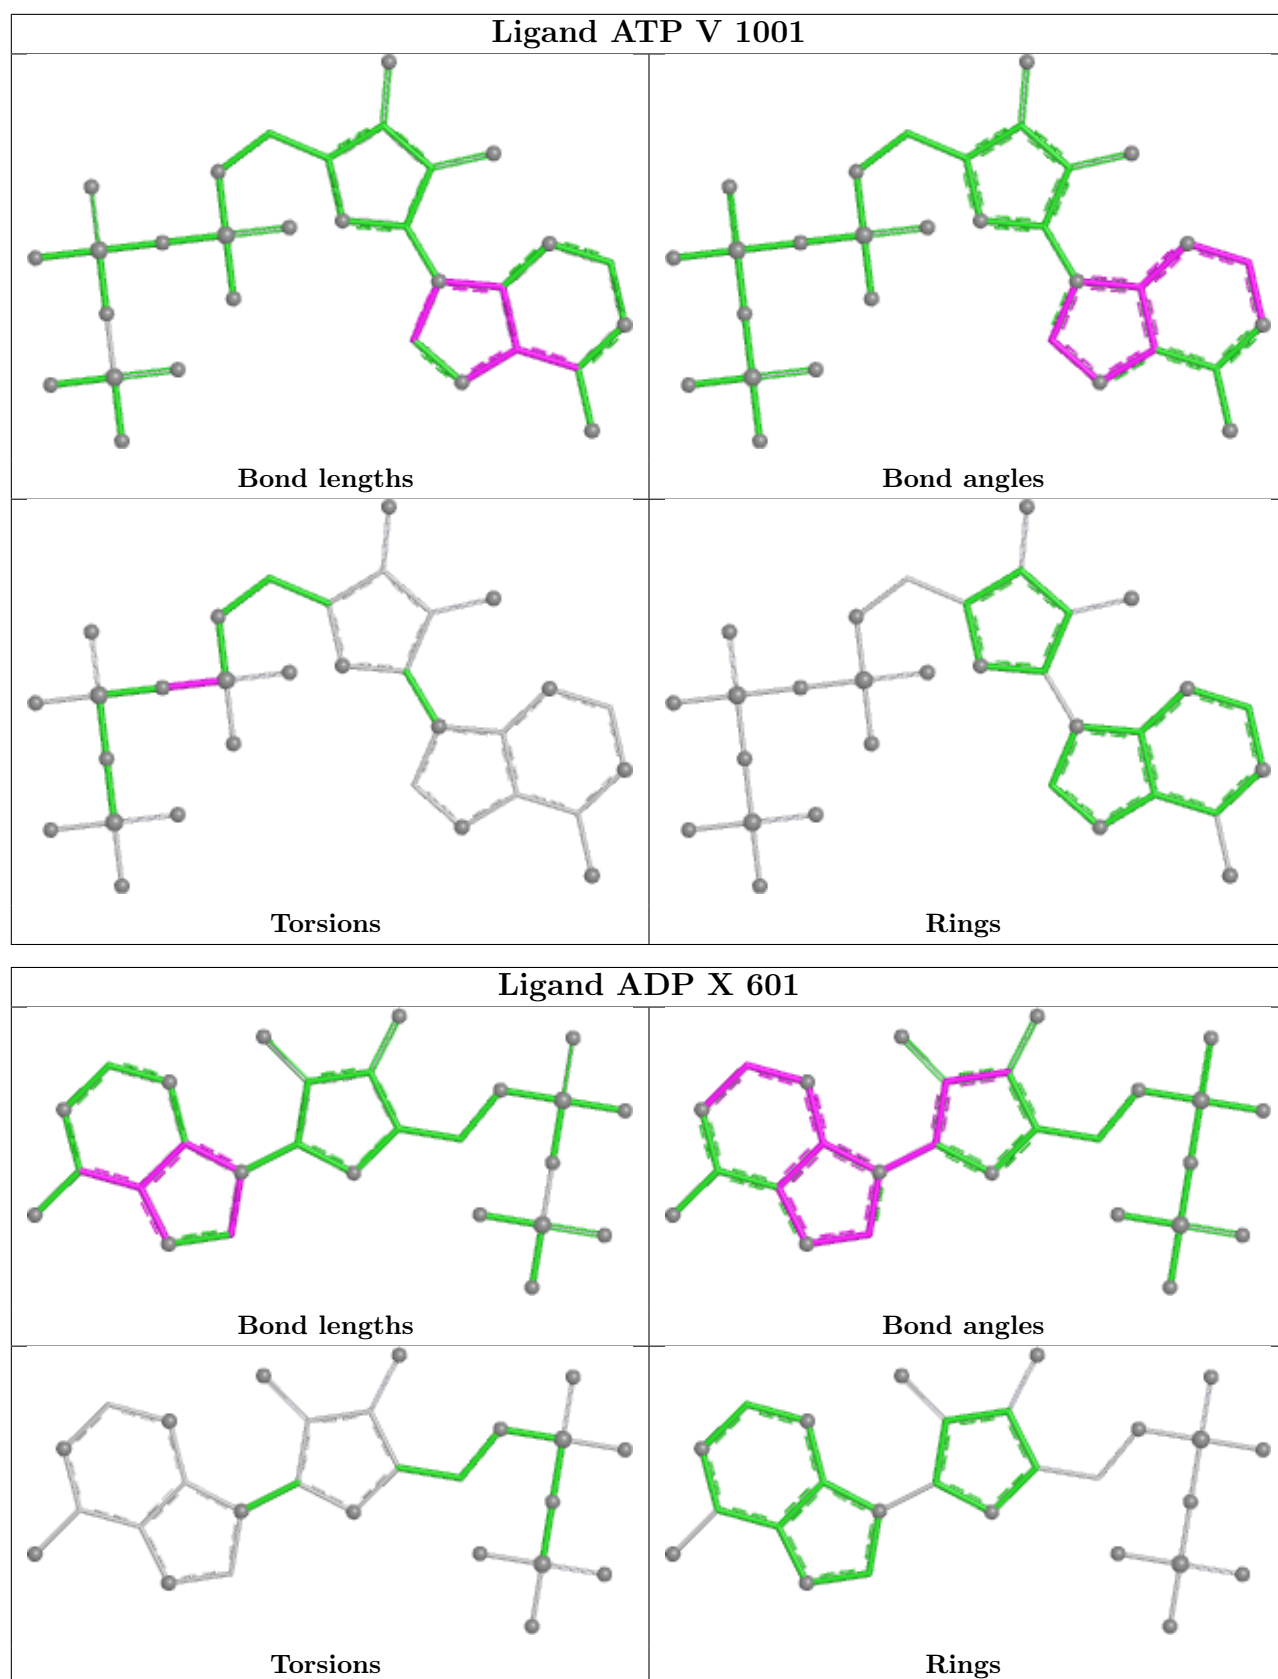 Ligand ATP V 1001
Bond lengths
Bond angles
Torsions
Rings
Ligand ADP X 601
Bond lengths
Bond angles
Torsions
Rings